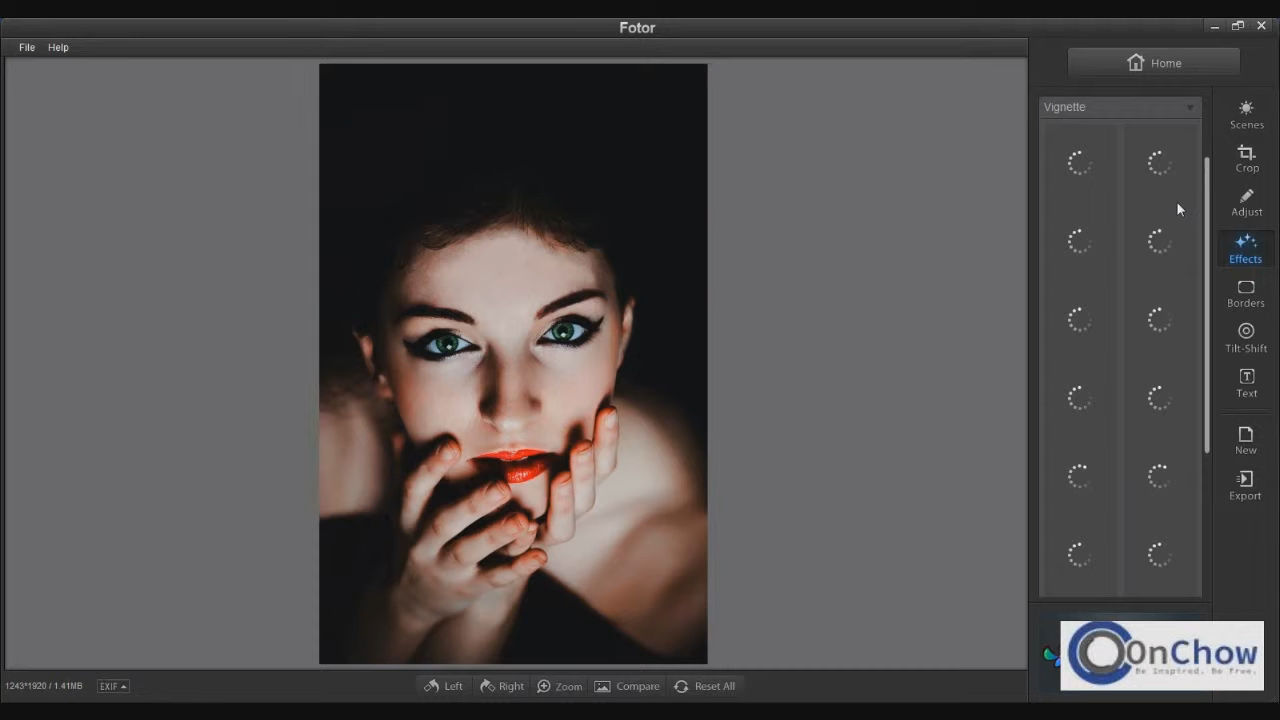 Fotor
File Help
Home
Vignette
Scenes
Crop
Adjust
Effects
Borders
Tilt-Shift
T
Text
New
Export
OnChow
Be Inspired. Be Free.
1243*1920 / 1.41MB EXIF Left Right Zoom Compare Reset All